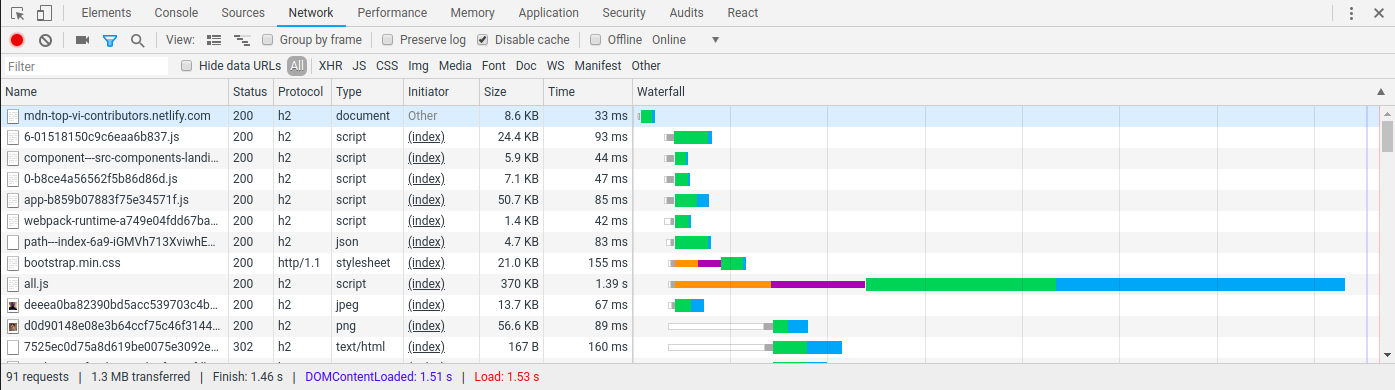 Elements Console Sources Network Performance Memory Application Security Audits React
View: Group by frame Preserve log Disable cache Offline Online
Filter Hide data URLs All XHR JS CSS Img Media Font Doc WS Manifest Other
Name Status Protocol Type Initiator Size Time Waterfall
mdn-top-vi-contributors.netlify.com 200 h2 document Other 8.6 KB 33 ms
6-01518150c9c6eaa6b837.js 200 h2 script (index) 24.4 KB 93 ms
component---src-components-landi... 200 h2 script (index) 5.9 KB 44 ms
0-b8ce4a56562f5b86d86d.js 200 h2 script (index) 7.1 KB 47 ms
app-b859b07883f75e34571f.js 200 h2 script (index) 50.7 KB 85 ms
webpack-runtime-a749e04fdd67ba... 200 h2 script (index) 1.4 KB 42 ms
path---index-6a9-iGMVh713XviwhE... 200 h2 json (index) 4.7 KB 83 ms
bootstrap.min.css 200 http/1.1 stylesheet (index) 21.0 KB 155 ms
all.js 200 h2 script (index) 370 KB 1.39 s
deeea0ba82390bd5acc539703c4b... 200 h2 jpeg (index) 13.7 KB 67 ms
d0d90148e08e3b64ccf75c46f3144... 200 h2 png (index) 56.6 KB 89 ms
7525ec0d75a8d619be0075e3092e... 302 h2 text/html (index) 167 B 160 ms
91 requests | 1.3 MB transferred | Finish: 1.46 s | DOMContentLoaded: 1.51 s | Load: 1.53 s